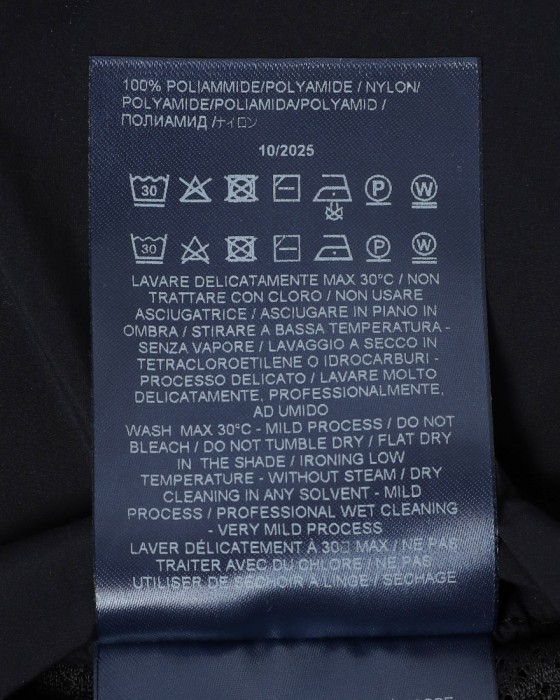 100% POLIAMMIDE/POLYAMIDE / NYLON/
POLYAMIDE/POLIAMIDA/POLYAMID /
ПОЛИАМИД /ナイロン
10/2025
30 P W
30 P W
LAVARE DELICATAMENTE MAX 30°C / NON
TRATTARE CON CLORO / NON USARE
ASCIUGATRICE / ASCIUGARE IN PIANO IN
OMBRA / STIRARE A BASSA TEMPERATURA -
SENZA VAPORE / LAVAGGIO A SECCO IN
TETRACLOROETILENE O IDROCARBURI -
PROCESSO DELICATO / LAVARE MOLTO
DELICATAMENTE, PROFESSIONALMENTE,
AD UMIDO
WASH MAX 30°C - MILD PROCESS / DO NOT
BLEACH / DO NOT TUMBLE DRY / FLAT DRY
IN THE SHADE / IRONING LOW
TEMPERATURE - WITHOUT STEAM / DRY
CLEANING IN ANY SOLVENT - MILD
PROCESS / PROFESSIONAL WET CLEANING
- VERY MILD PROCESS
LAVER DÉLICATEMENT À 30 MAX / NE PAS
TRAITER AVEC DU CHLORE / NE PAS
UTILISER DE SÉCHOIR À LINGE / SÉCHAGE